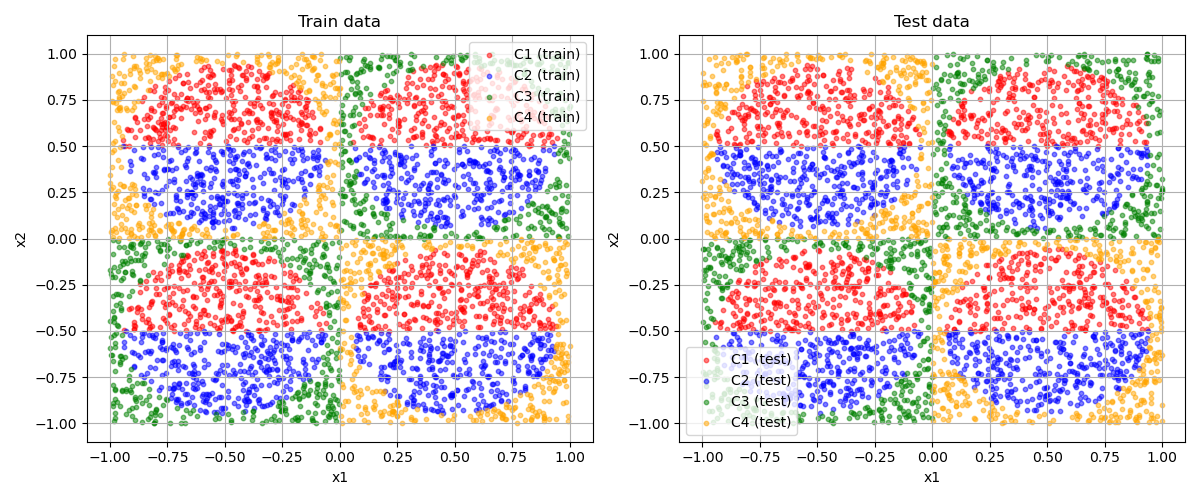 Train data
1.00
0.75
0.50
0.25
0.00
−0.25
−0.50
−0.75
−1.00
x2
−1.00 −0.75 −0.50 −0.25 0.00 0.25 0.50 0.75 1.00
x1
C1 (train)
C2 (train)
C3 (train)
C4 (train)
Test data
1.00
0.75
0.50
0.25
0.00
−0.25
−0.50
−0.75
−1.00
x2
−1.00 −0.75 −0.50 −0.25 0.00 0.25 0.50 0.75 1.00
x1
C1 (test)
C2 (test)
C3 (test)
C4 (test)